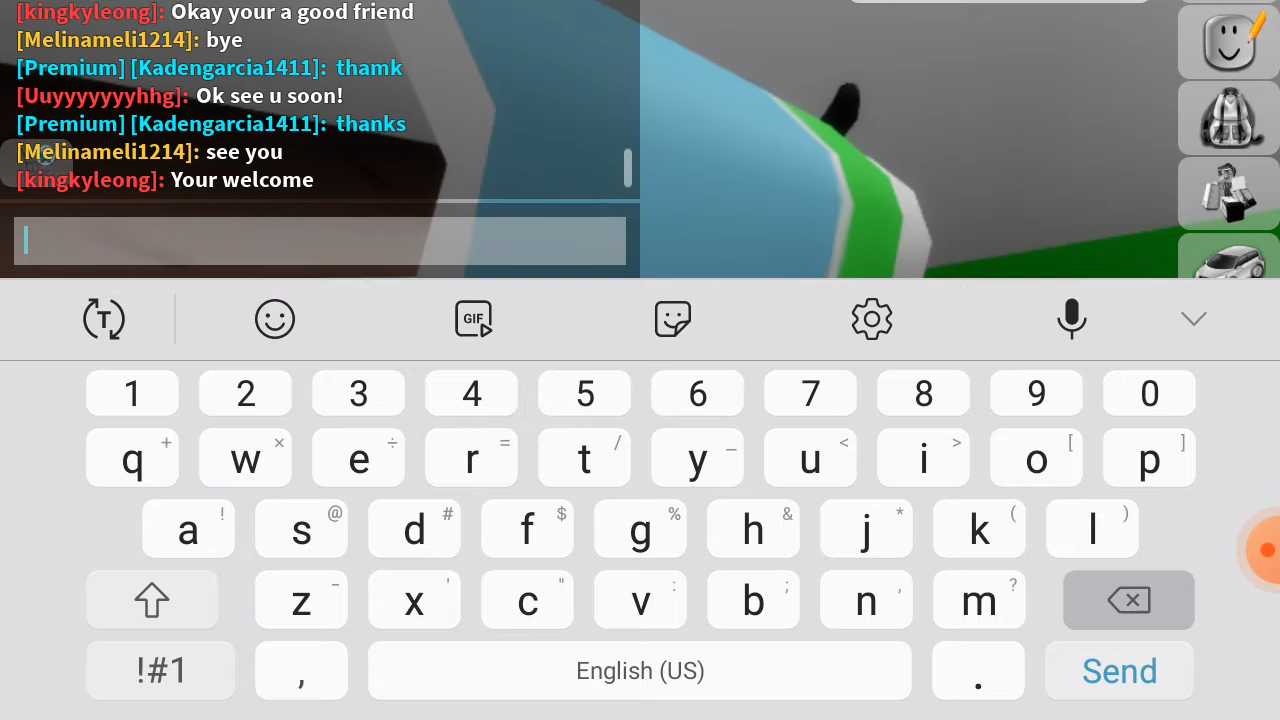 [kingkyleong]: Okay your a good friend
[Melinameli1214]: bye
[Premium] [Kadengarcia1411]: thamk
[Uuyyyyyyyhhg]: Ok see u soon!
[Premium] [Kadengarcia1411]: thanks
[Melinameli1214]: see you
[kingkyleong]: Your welcome
T GIF
1 2 3 4 5 6 7 8 9 0
q + w × e ÷ r = t / y _ u < i > o [ p ]
a ! s @ d # f $ g % h & j * k ( l )
z - x ' c " v : b ; n , m ?
!#1 , English (US) . Send